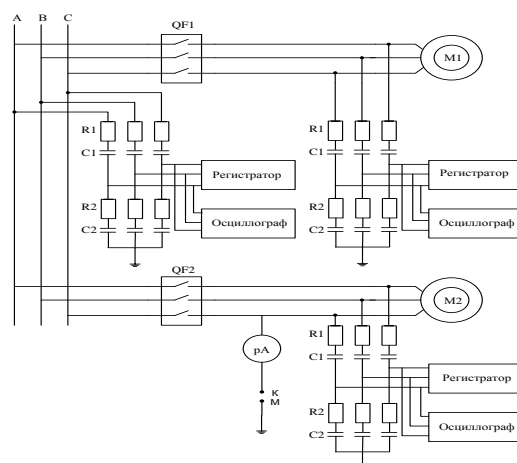 A B C
QF1
M1
R1
C1
Регистратор
R2
C2
Осциллограф
R1
C1
Регистратор
R2
C2
Осциллограф
QF2
M2
pA
К
М
R1
C1
Регистратор
R2
C2
Осциллограф